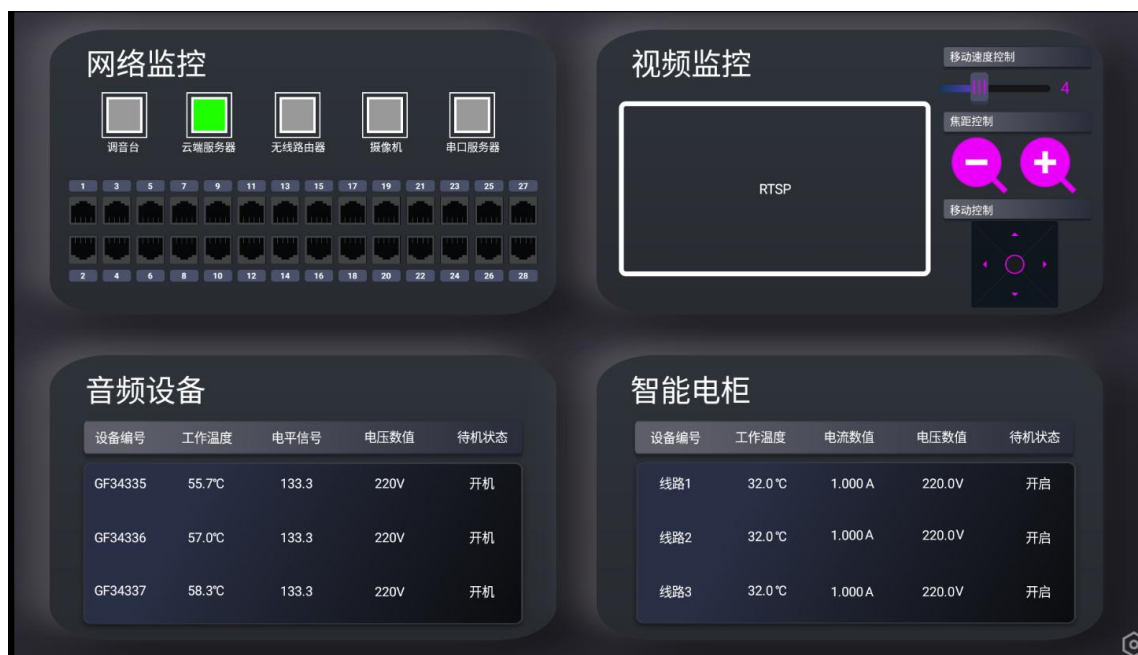 网络监控
调音台 云端服务器 无线路由器 摄像机 串口服务器
1 3 5 7 9 11 13 15 17 19 21 23 25 27
2 4 6 8 10 12 14 16 18 20 22 24 26 28
视频监控
RTSP
移动速度控制
4
焦距控制
移动控制
音频设备
设备编号 工作温度 电平信号 电压数值 待机状态
GF34335 55.7℃ 133.3 220V 开机
GF34336 57.0℃ 133.3 220V 开机
GF34337 58.3℃ 133.3 220V 开机
智能电柜
设备编号 工作温度 电流数值 电压数值 待机状态
线路1 32.0℃ 1.000A 220.0V 开启
线路2 32.0℃ 1.000A 220.0V 开启
线路3 32.0℃ 1.000A 220.0V 开启